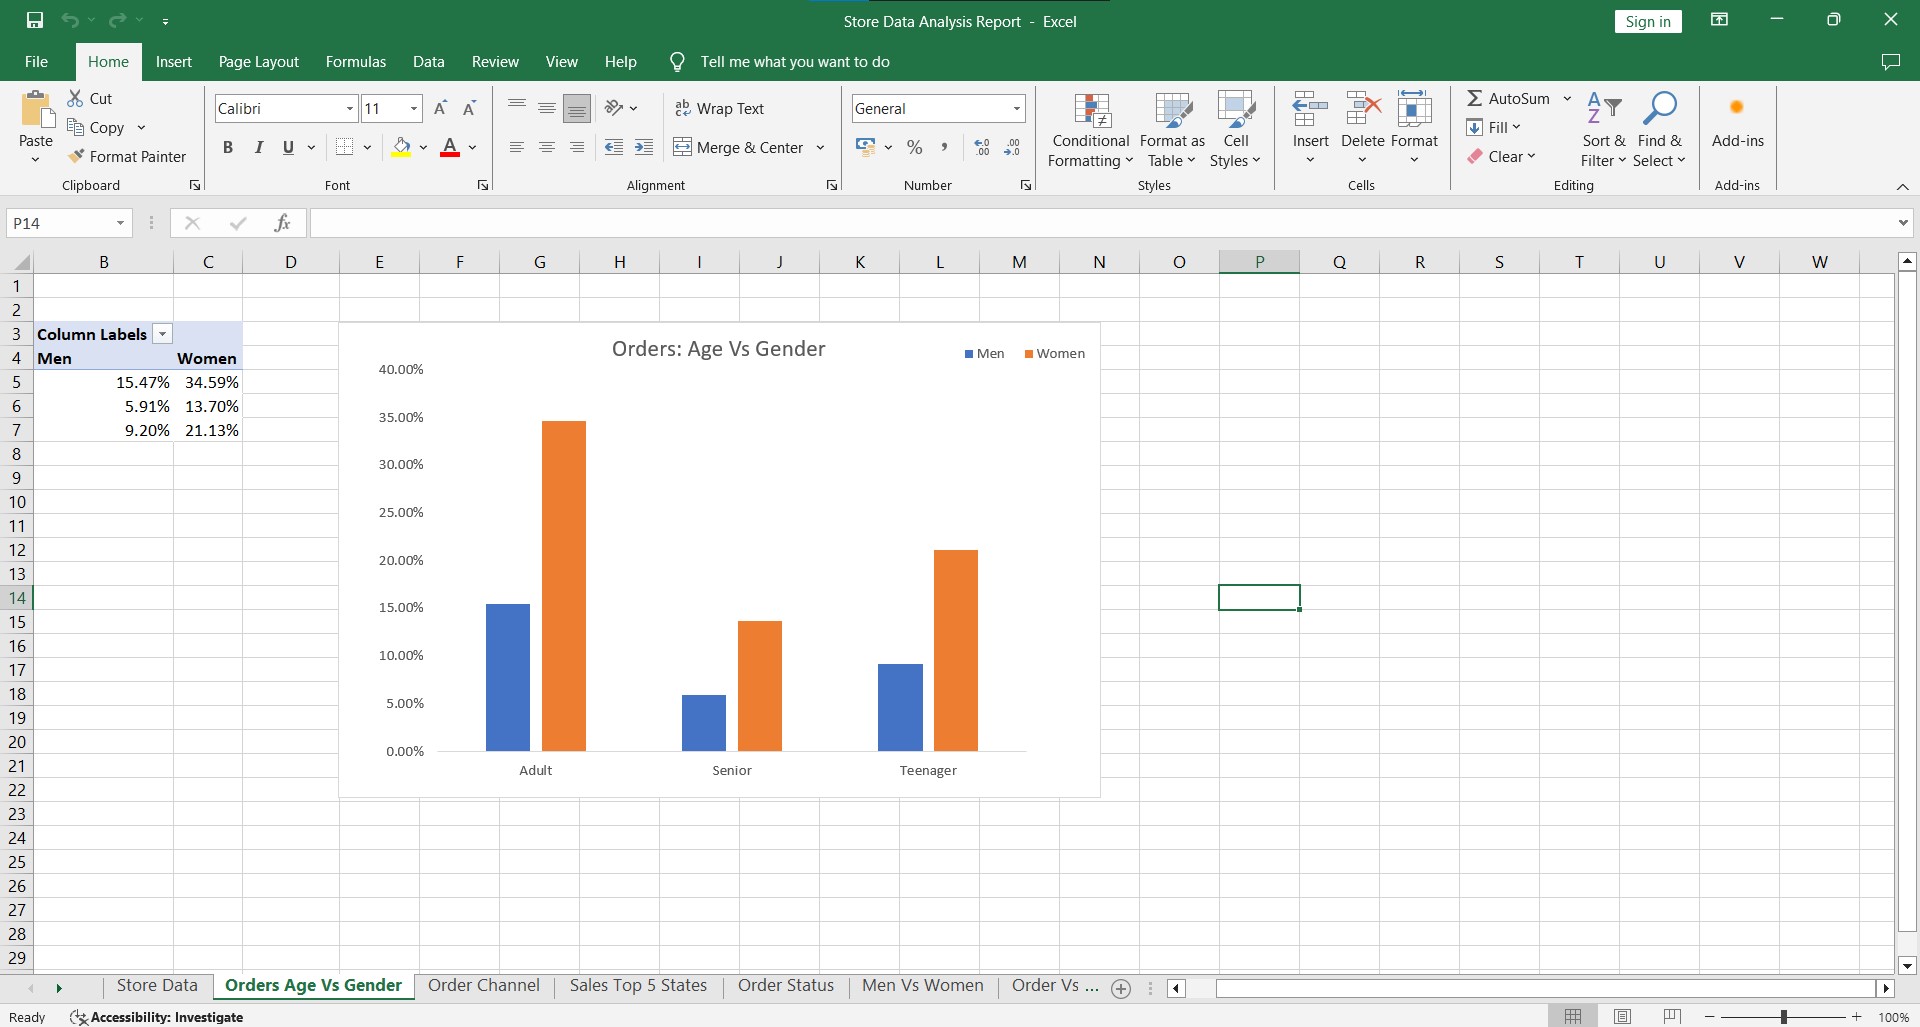 Store Data Analysis Report - Excel
Sign in
File Home Insert Page Layout Formulas Data Review View Help Tell me what you want to do
Paste
Cut
Copy
Format Painter
Clipboard
Calibri 11
B I U
Font
ab Wrap Text
Merge & Center
Alignment
General
Number
Conditional Formatting
Format as Table
Cell Styles
Styles
Insert Delete Format
Cells
AutoSum
Fill
Clear
Sort & Filter
Find & Select
Editing
Add-ins
Add-ins
P14
fx
B C D E F G H I J K L M N O P Q R S T U V W
1
2
3 Column Labels
4 Men Women
5 15.47% 34.59%
6 5.91% 13.70%
7 9.20% 21.13%
8
9
10
11
12
13
14
15
16
17
18
19
20
21
22
23
24
25
26
27
28
29
Orders: Age Vs Gender
Men Women
40.00%
35.00%
30.00%
25.00%
20.00%
15.00%
10.00%
5.00%
0.00%
Adult Senior Teenager
Store Data Orders Age Vs Gender Order Channel Sales Top 5 States Order Status Men Vs Women Order Vs ...
Ready Accessibility: Investigate 100%